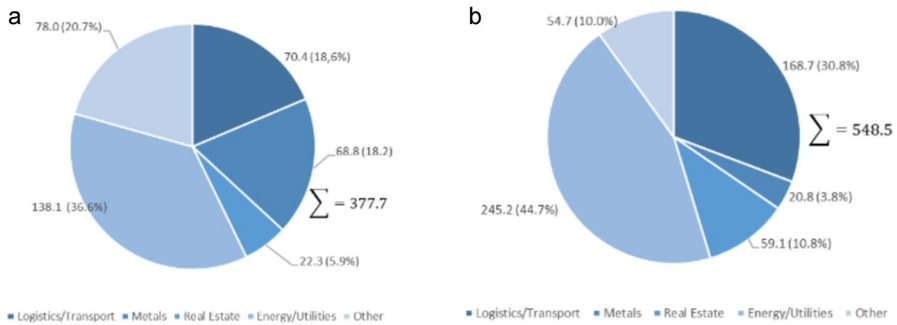 a
78.0 (20.7%)
70.4 (18,6%)
68.8 (18.2)
∑ = 377.7
138.1 (36.6%)
22.3 (5.9%)
Logistics/Transport Metals Real Estate Energy/Utilities Other
b
54.7 (10.0%)
168.7 (30.8%)
∑ = 548.5
20.8 (3.8%)
245.2 (44.7%)
59.1 (10.8%)
Logistics/Transport Metals Real Estate Energy/Utilities Other